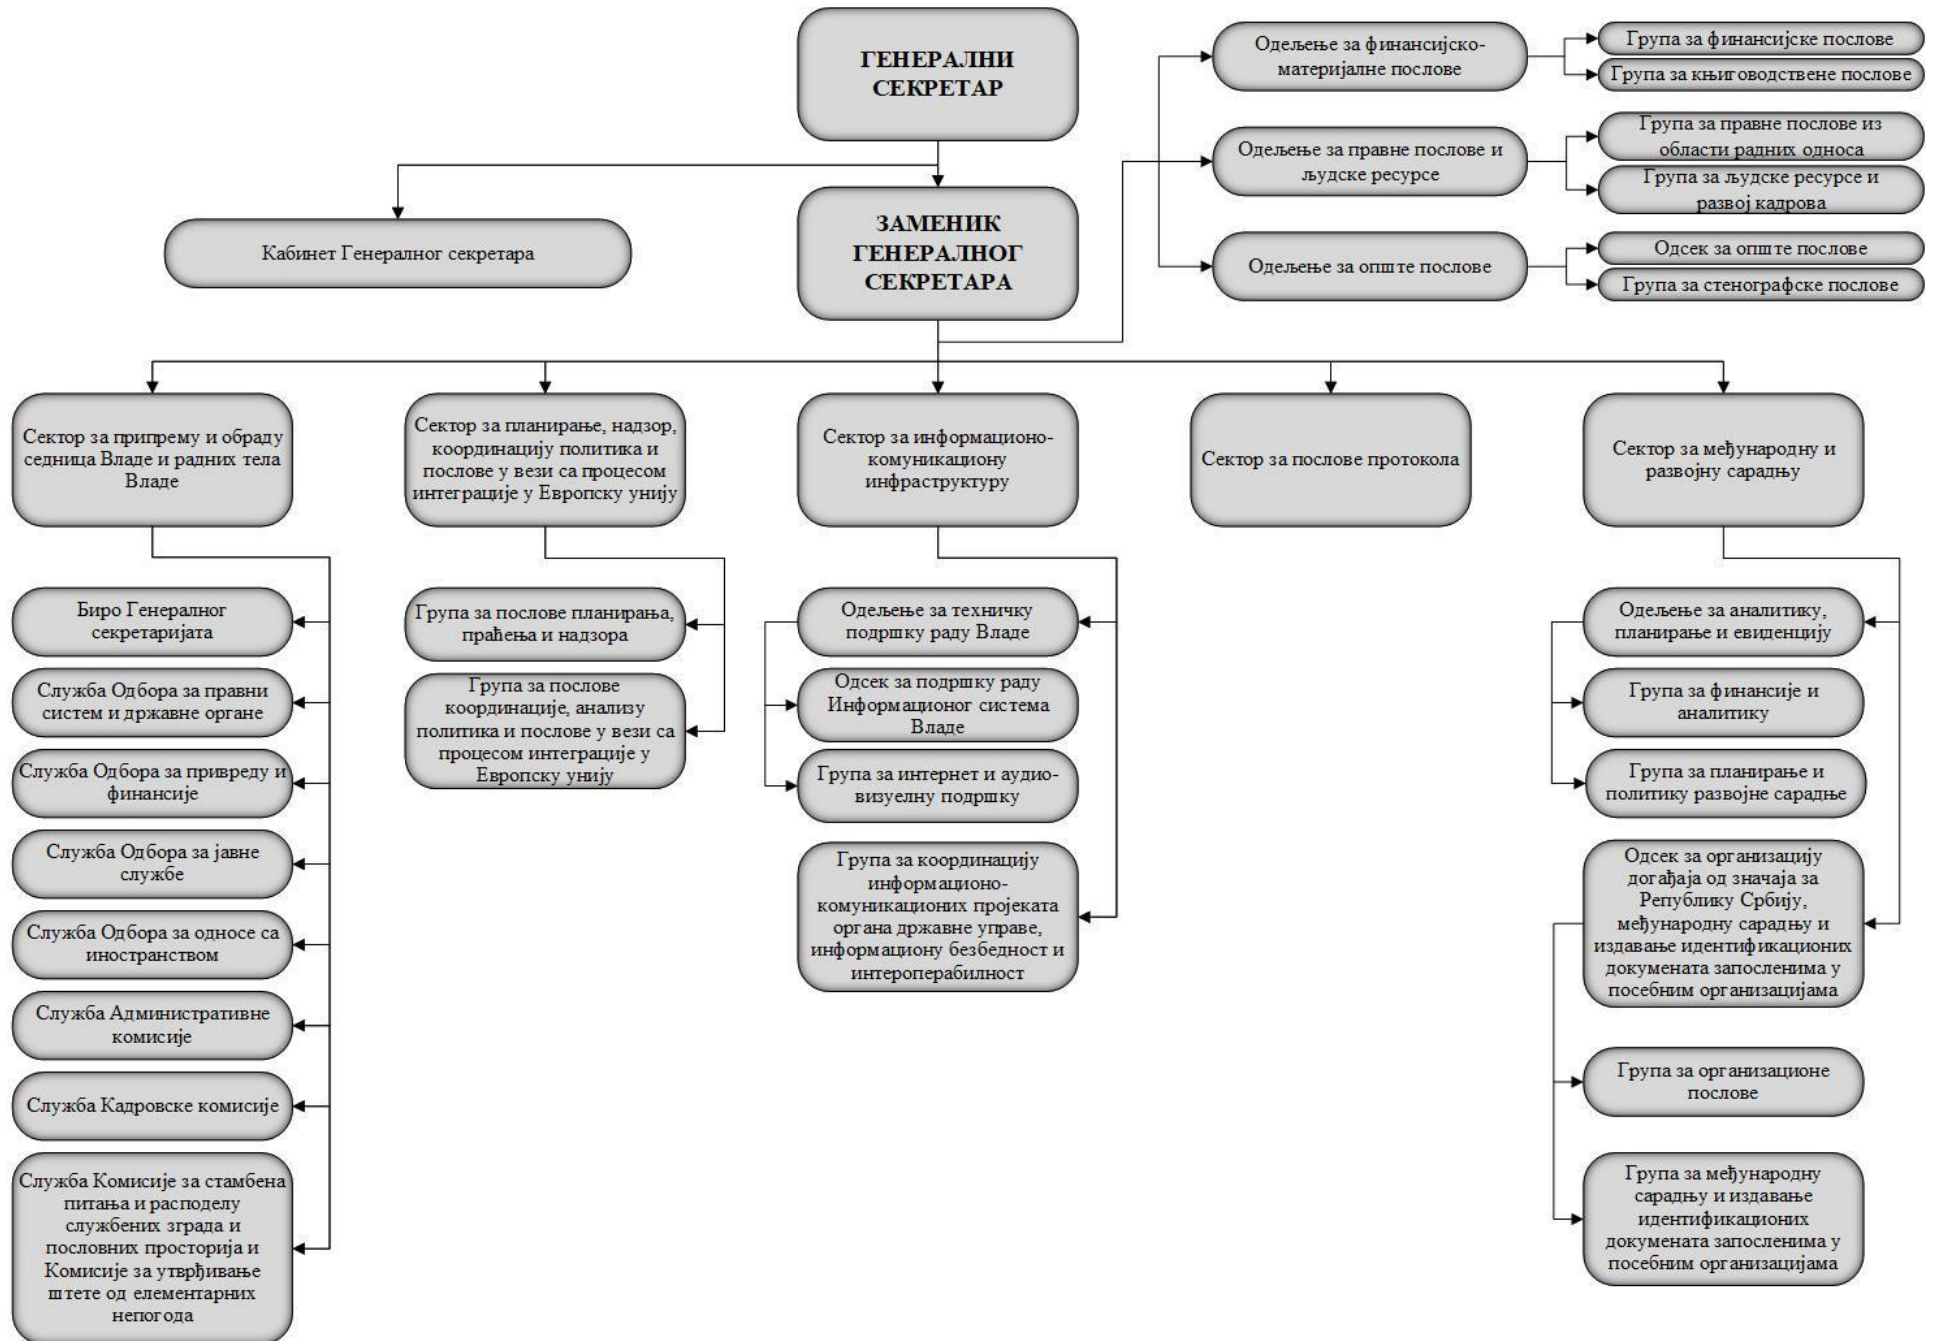 ГЕНЕРАЛНИ
СЕКРЕТАР
Кабинет Генералног секретара
ЗАМЕНИК
ГЕНЕРАЛНОГ
СЕКРЕТАРА
Одељење за финансијско-
материјалне послове
Група за финансијске послове
Група за књиговодствене послове
Одељење за правне послове и
људске ресурсе
Група за правне послове из
области радних односа
Група за људске ресурсе и
развој кадрова
Одељење за опште послове
Одсек за опште послове
Група за стенографске послове
Сектор за припрему и обраду
седница Владе и радних тела
Владе
Биро Генералног
секретаријата
Служба Одбора за правни
систем и државне органе
Служба Одбора за привреду и
финансије
Служба Одбора за јавне
службе
Служба Одбора за односе са
иностранством
Служба Административне
комисије
Служба Кадровске комисије
Служба Комисије за стамбена
питања и расподелу
службених зграда и
пословних просторија и
Комисије за утврђивање
штете од елементарних
непогода
Сектор за планирање, надзор,
координацију политика и
послове у вези са процесом
интеграције у Европску унију
Група за послове планирања,
праћења и надзора
Група за послове
координације, анализу
политика и послове у вези са
процесом интеграције у
Европску унију
Сектор за информационо-
комуникациону
инфраструктуру
Одељење за техничку
подршку раду Владе
Одсек за подршку раду
Информационог система
Владе
Група за интернет и аудио-
визуелну подршку
Група за координацију
информационо-
комуникационих пројеката
органа државне управе,
информациону безбедност и
интероперабилност
Сектор за послове протокола
Сектор за међународну и
развојну сарадњу
Одељење за аналитику,
планирање и евиденцију
Група за финансије и
аналитику
Група за планирање и
политику развојне сарадње
Одсек за организацију
догађаја од значаја за
Републику Србију,
међународну сарадњу и
издавање идентификационих
докумената запосленима у
посебним организацијама
Група за организационе
послове
Група за међународну
сарадњу и издавање
идентификационих
докумената запосленима у
посебним организацијама